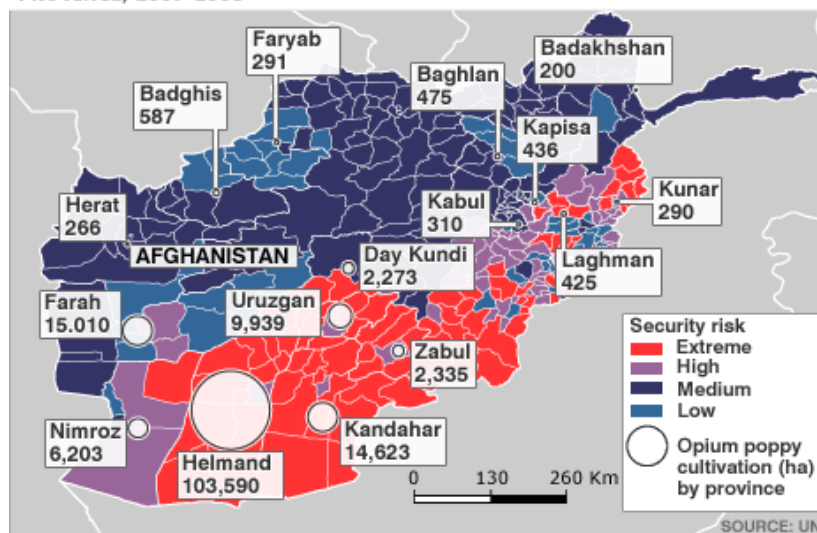 Faryab
291
Badakhshan
200
Baghlan
475
Badghis
587
Kapisa
436
Kunar
290
Herat
266
Kabul
310
AFGHANISTAN
Day Kundi
2,273
Laghman
425
Farah
15.010
Uruzgan
9,939
Zabul
2,335
Nimroz
6,203
Helmand
103,590
Kandahar
14,623
Security risk
Extreme
High
Medium
Low
Opium poppy
cultivation (ha)
by province
0 130 260 Km
SOURCE: UN